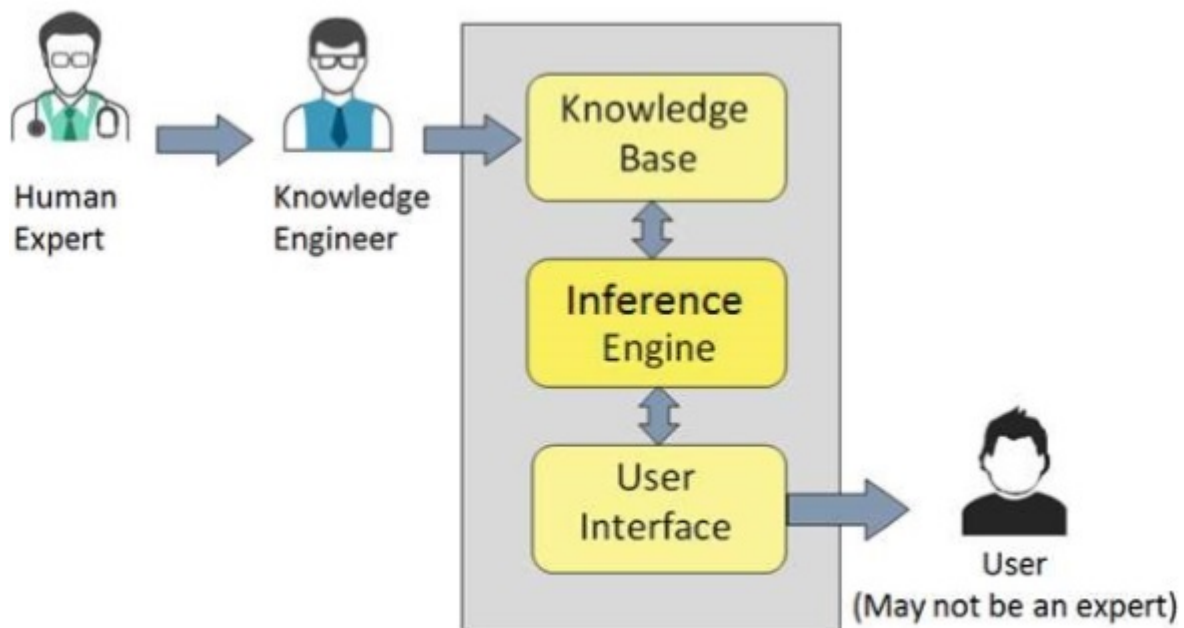 Human
Expert
Knowledge
Engineer
Knowledge
Base
Inference
Engine
User
Interface
User
(May not be an expert)